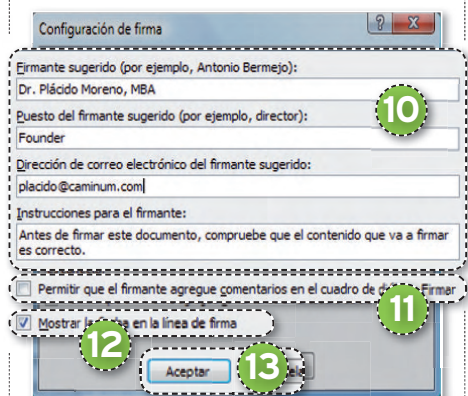 Configuración de firma
Firmante sugerido (por ejemplo, Antonio Bermejo):
Dr. Plácido Moreno, MBA
10
Puesto del firmante sugerido (por ejemplo, director):
Founder
Dirección de correo electrónico del firmante sugerido:
placido@caminum.com
Instrucciones para el firmante:
Antes de firmar este documento, compruebe que el contenido que va a firmar
es correcto.
Permitir que el firmante agregue comentarios en el cuadro de Firmar
11
Mostrar la en la línea de firma
12
Aceptar
13